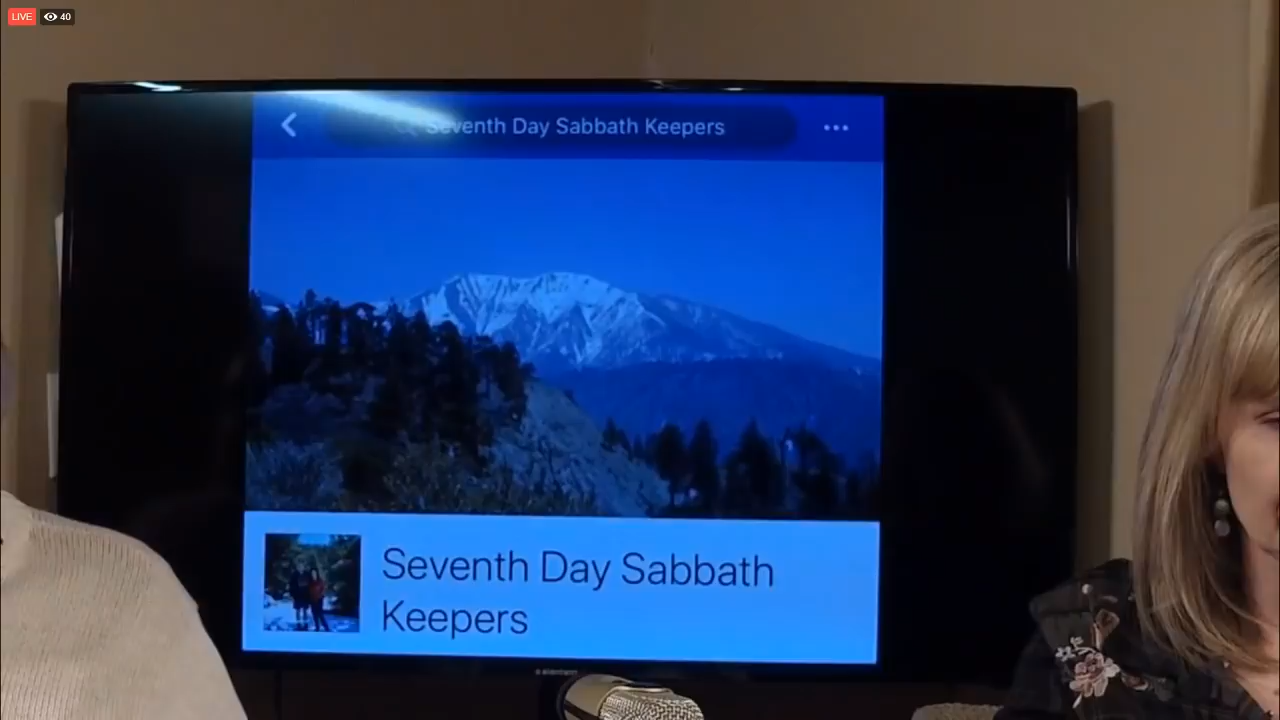 LIVE
40
Seventh Day Sabbath Keepers
Seventh Day Sabbath
Keepers